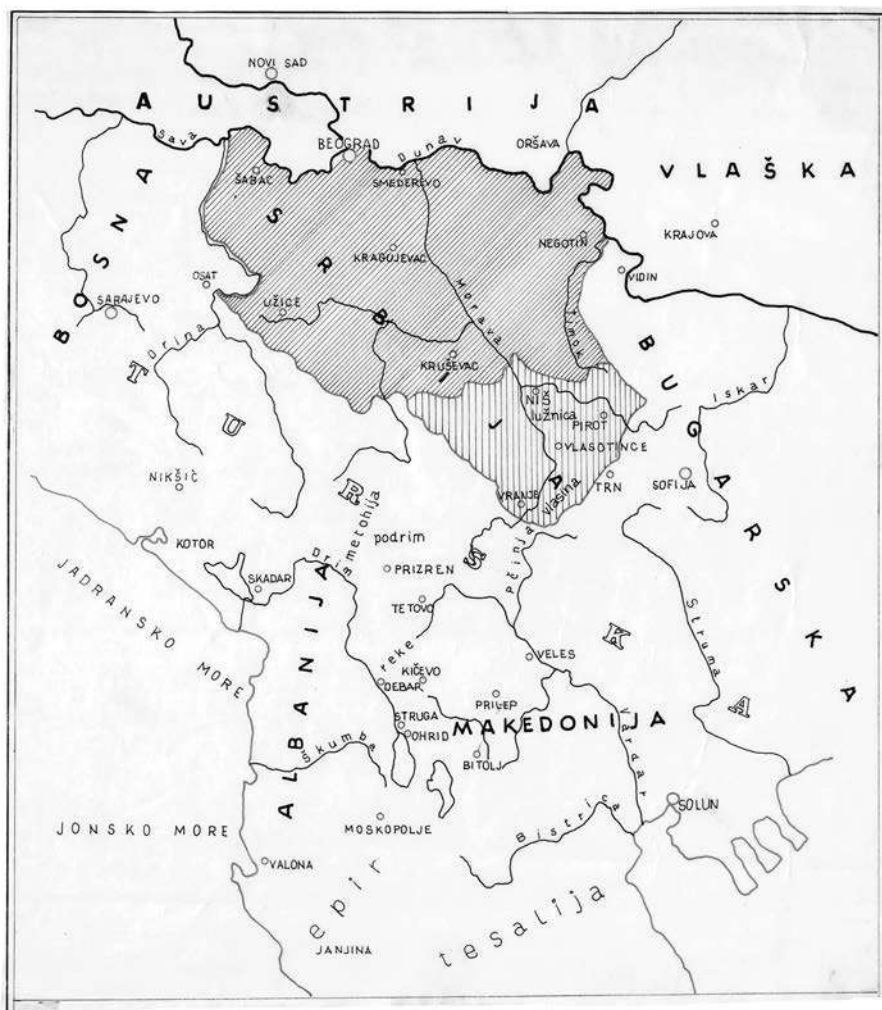 NOVI SAD
AUSTRIJA
Sava
BEOGRAD
Dunav
ORŠAVA
VLAŠKA
ŠABAC
SMEDEREVO
BOSNA
SRBIJA
KRAGUJEVAC
NEGOTIN
KRAJOVA
OSAT
VIDIN
SARAJEVO
UŽICE
Morava
Timok
Drina
KRUŠEVAC
BUGARSKA
Iskar
TURSKA
NIŠ
lužnica
PIROT
VLASOTINCE
NIKŠIĆ
VRANJE
vlasina
TRN
SOFIJA
KOTOR
metohija
podrim
Drim
PRIZREN
Pčinja
SKADAR
JADRANSKO MORE
TETOVO
Struma
ALBANIJA
reke
VELES
KIČEVO
DEBAR
PRILEP
STRUGA
MAKEDONIJA
OHRID
Vardar
Škumba
BITOLJ
SOLUN
JONSKO MORE
MOSKOPOLJE
Bistrica
VALONA
epir
tesalija
JANJINA